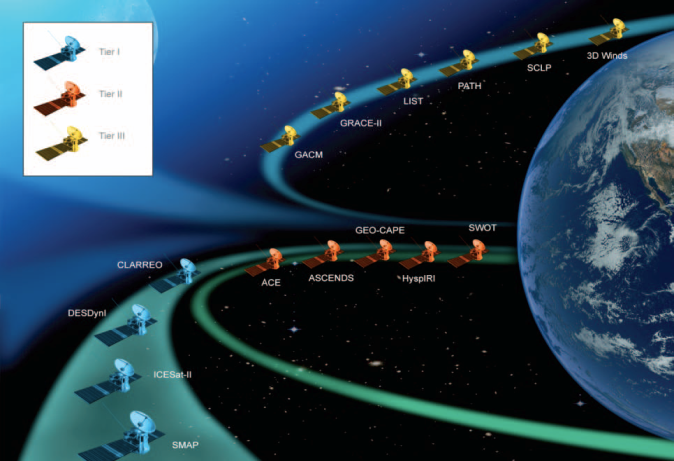 Tier I
Tier II
Tier III
3D Winds
SCLP
PATH
LIST
GRACE-II
GACM
GEO-CAPE
SWOT
ACE
ASCENDS
HyspIRI
CLARREO
DESDynI
ICESat-II
SMAP